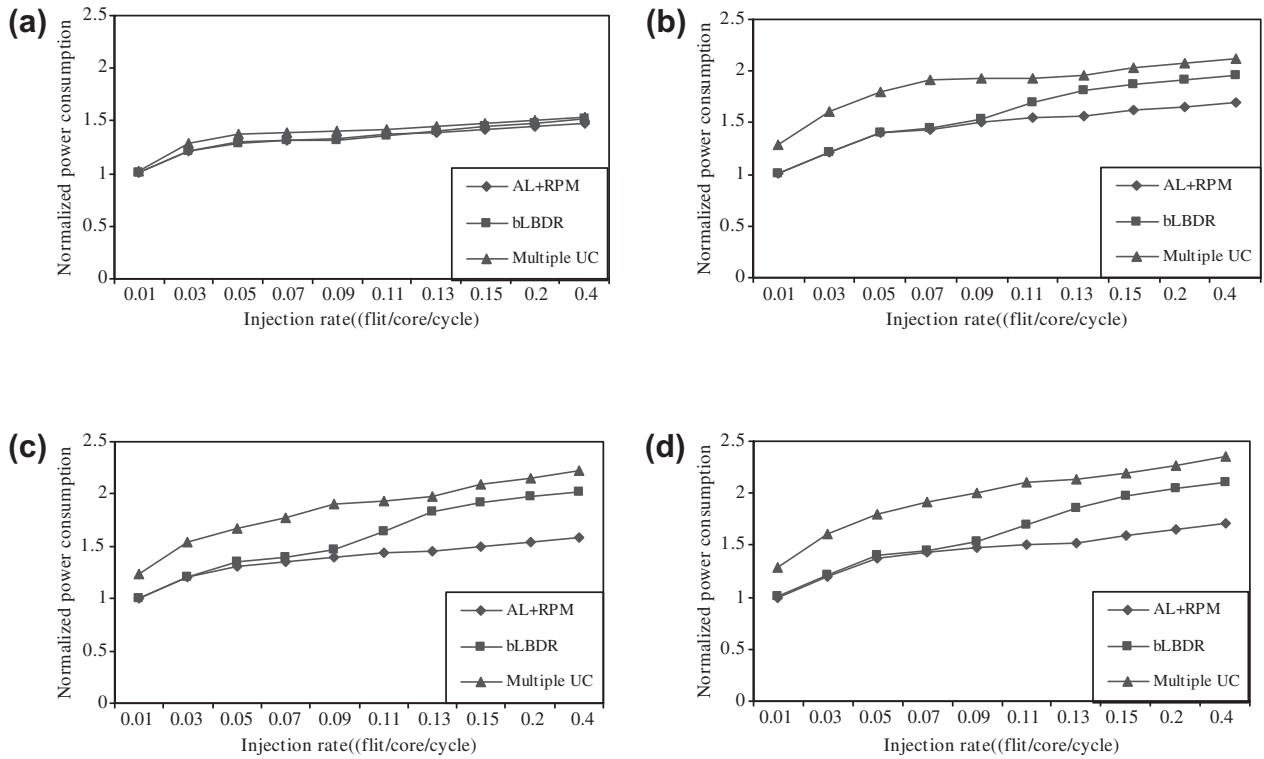 (a)
Normalized power consumption
2.5
2
1.5
1
0.5
0
AL+RPM
bLBDR
Multiple UC
0.01 0.03 0.05 0.07 0.09 0.11 0.13 0.15 0.2 0.4
Injection rate((flit/core/cycle)
(b)
Normalized power consumption
2.5
2
1.5
1
0.5
0
AL+RPM
bLBDR
Multiple UC
0.01 0.03 0.05 0.07 0.09 0.11 0.13 0.15 0.2 0.4
Injection rate((flit/core/cycle)
(c)
Normalized power consumption
2.5
2
1.5
1
0.5
0
AL+RPM
bLBDR
Multiple UC
0.01 0.03 0.05 0.07 0.09 0.11 0.13 0.15 0.2 0.4
Injection rate((flit/core/cycle)
(d)
Normalized power consumption
2.5
2
1.5
1
0.5
0
AL+RPM
bLBDR
Multiple UC
0.01 0.03 0.05 0.07 0.09 0.11 0.13 0.15 0.2 0.4
Injection rate((flit/core/cycle)